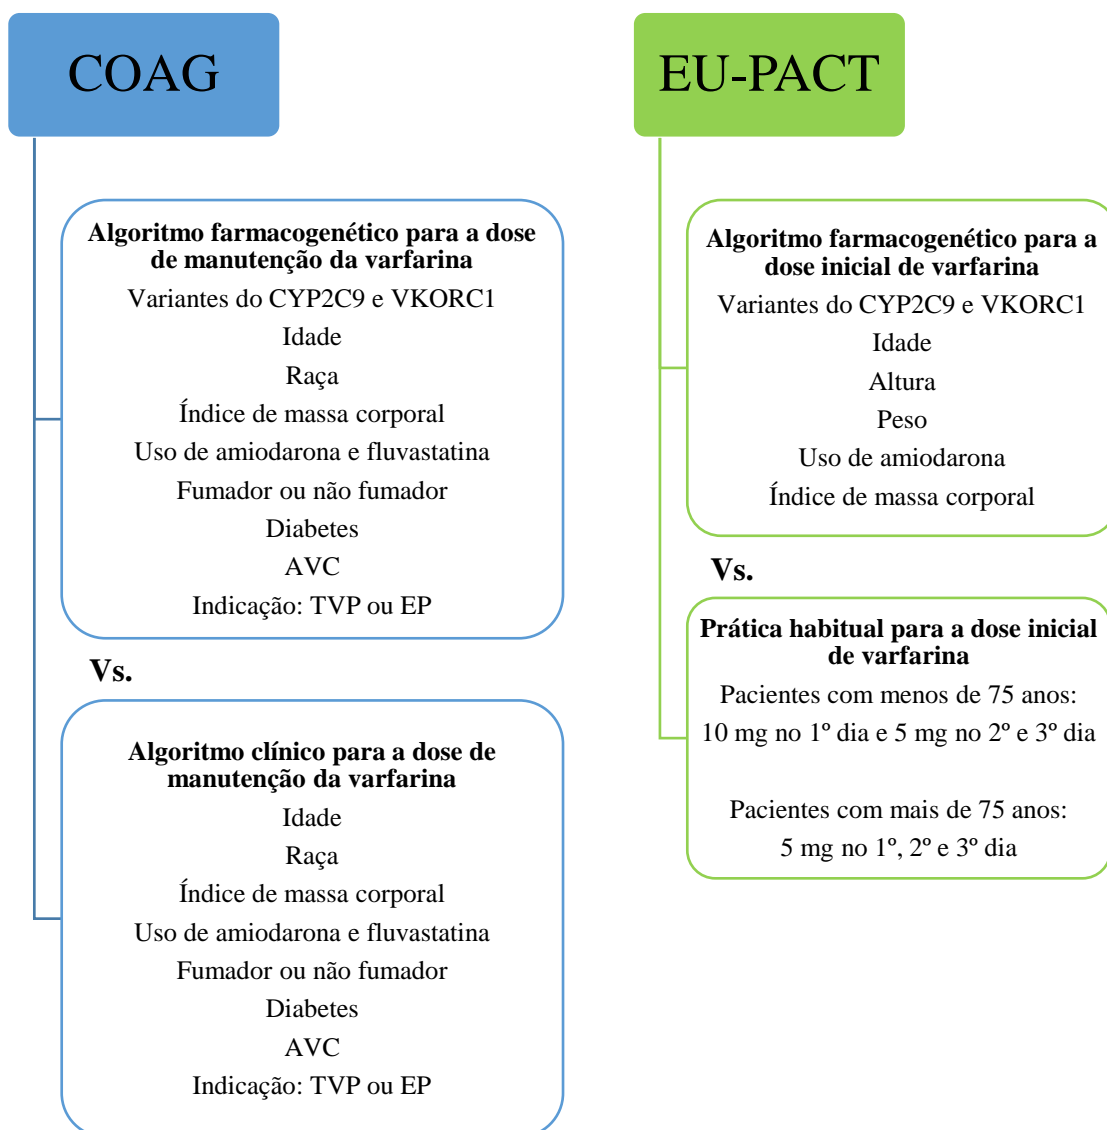 COAG
Algoritmo farmacogenético para a dose
de manutenção da varfarina
Variantes do CYP2C9 e VKORC1
Idade
Raça
Índice de massa corporal
Uso de amiodarona e fluvastatina
Fumador ou não fumador
Diabetes
AVC
Indicação: TVP ou EP
Vs.
Algoritmo clínico para a dose de
manutenção da varfarina
Idade
Raça
Índice de massa corporal
Uso de amiodarona e fluvastatina
Fumador ou não fumador
Diabetes
AVC
Indicação: TVP ou EP
EU-PACT
Algoritmo farmacogenético para a
dose inicial de varfarina
Variantes do CYP2C9 e VKORC1
Idade
Altura
Peso
Uso de amiodarona
Índice de massa corporal
Vs.
Prática habitual para a dose inicial
de varfarina
Pacientes com menos de 75 anos:
10 mg no 1º dia e 5 mg no 2º e 3º dia
Pacientes com mais de 75 anos:
5 mg no 1º, 2º e 3º dia